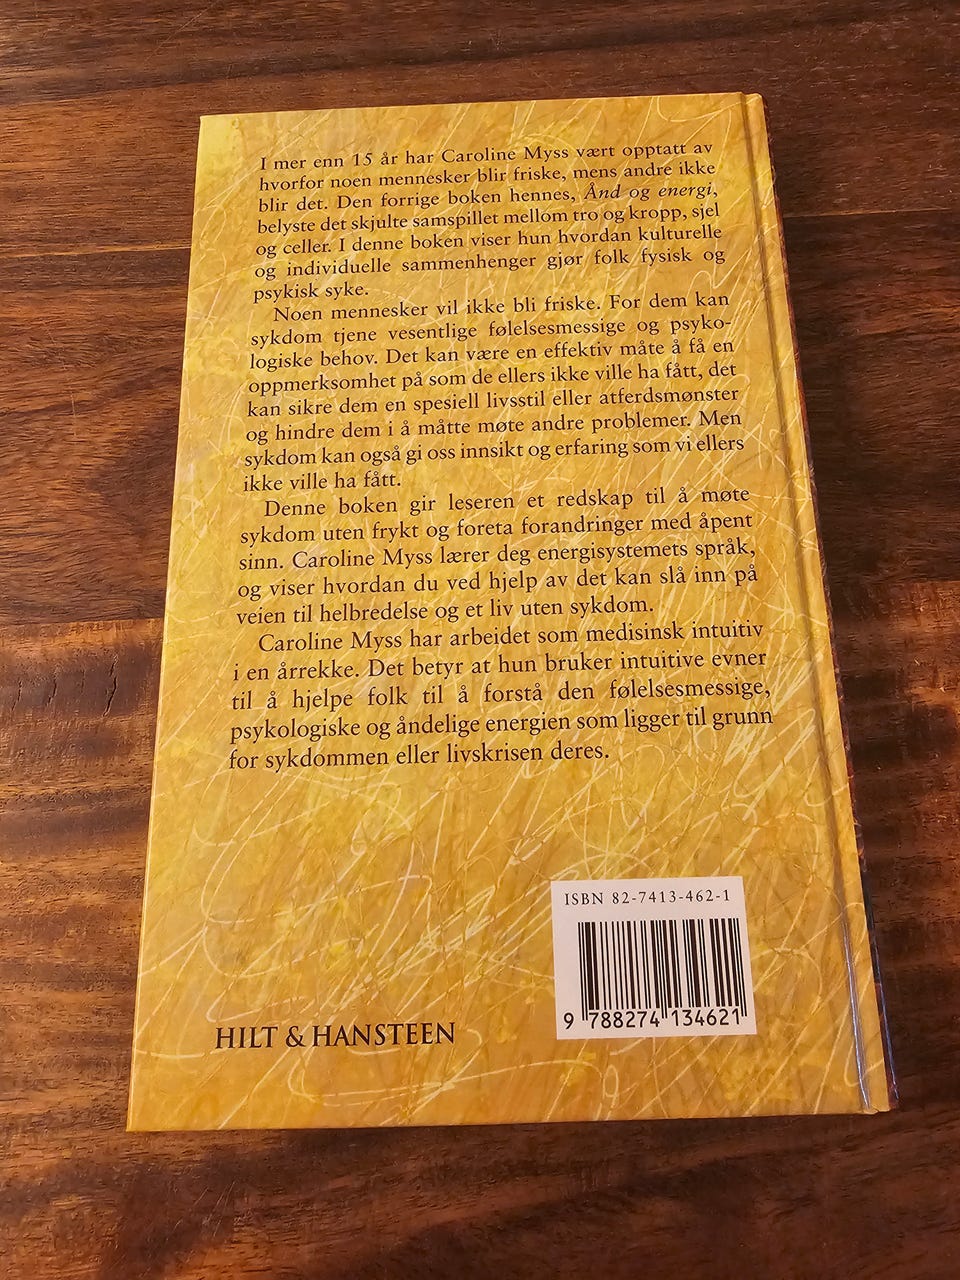 I mer enn 15 år har Caroline Myss vært opptatt av
hvorfor noen mennesker blir friske, mens andre ikke
blir det. Den forrige boken hennes, Ånd og energi,
belyste det skjulte samspillet mellom tro og kropp, sjel
og celler. I denne boken viser hun hvordan kulturelle
og individuelle sammenhenger gjør folk fysisk og
psykisk syke.
Noen mennesker vil ikke bli friske. For dem kan
sykdom tjene vesentlige følelsesmessige og psyko-
logiske behov. Det kan være en effektiv måte å få en
oppmerksomhet på som de ellers ikke ville ha fått, det
kan sikre dem en spesiell livsstil eller atferdsmønster
og hindre dem i å måtte møte andre problemer. Men
sykdom kan også gi oss innsikt og erfaring som vi ellers
ikke ville ha fått.
Denne boken gir leseren et redskap til å møte
sykdom uten frykt og foreta forandringer med åpent
sinn. Caroline Myss lærer deg energisystemets språk,
og viser hvordan du ved hjelp av det kan slå inn på
veien til helbredelse og et liv uten sykdom.
Caroline Myss har arbeidet som medisinsk intuitiv
i en årrekke. Det betyr at hun bruker intuitive evner
til å hjelpe folk til å forstå den følelsesmessige,
psykologiske og åndelige energien som ligger til grunn
for sykdommen eller livskrisen deres.
ISBN 82-7413-462-1
9 788274 134621
HILT & HANSTEEN